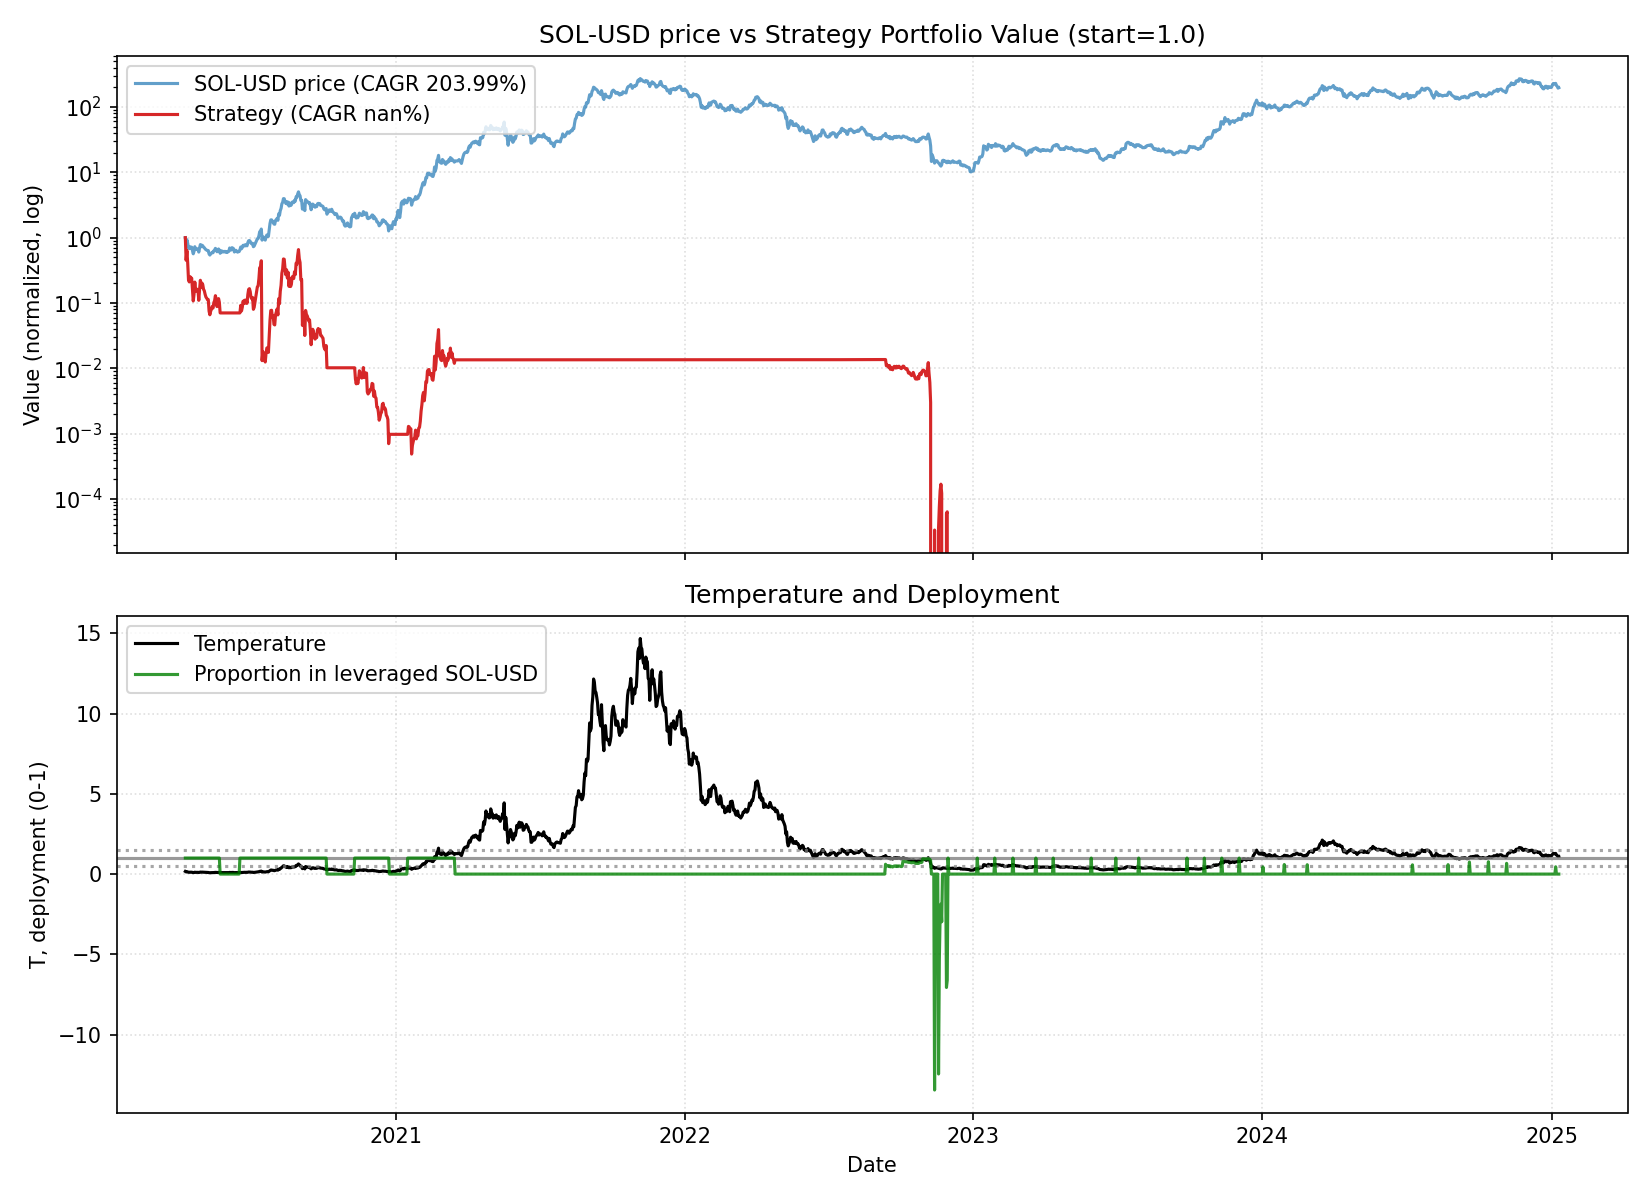 SOL-USD price vs Strategy Portfolio Value (start=1.0)
SOL-USD price (CAGR 203.99%)
Strategy (CAGR nan%)
Value (normalized, log)
10²
10¹
10⁰
10⁻¹
10⁻²
10⁻³
10⁻⁴
Temperature and Deployment
Temperature
Proportion in leveraged SOL-USD
T, deployment (0-1)
15
10
5
0
−5
−10
2021 2022 2023 2024 2025
Date